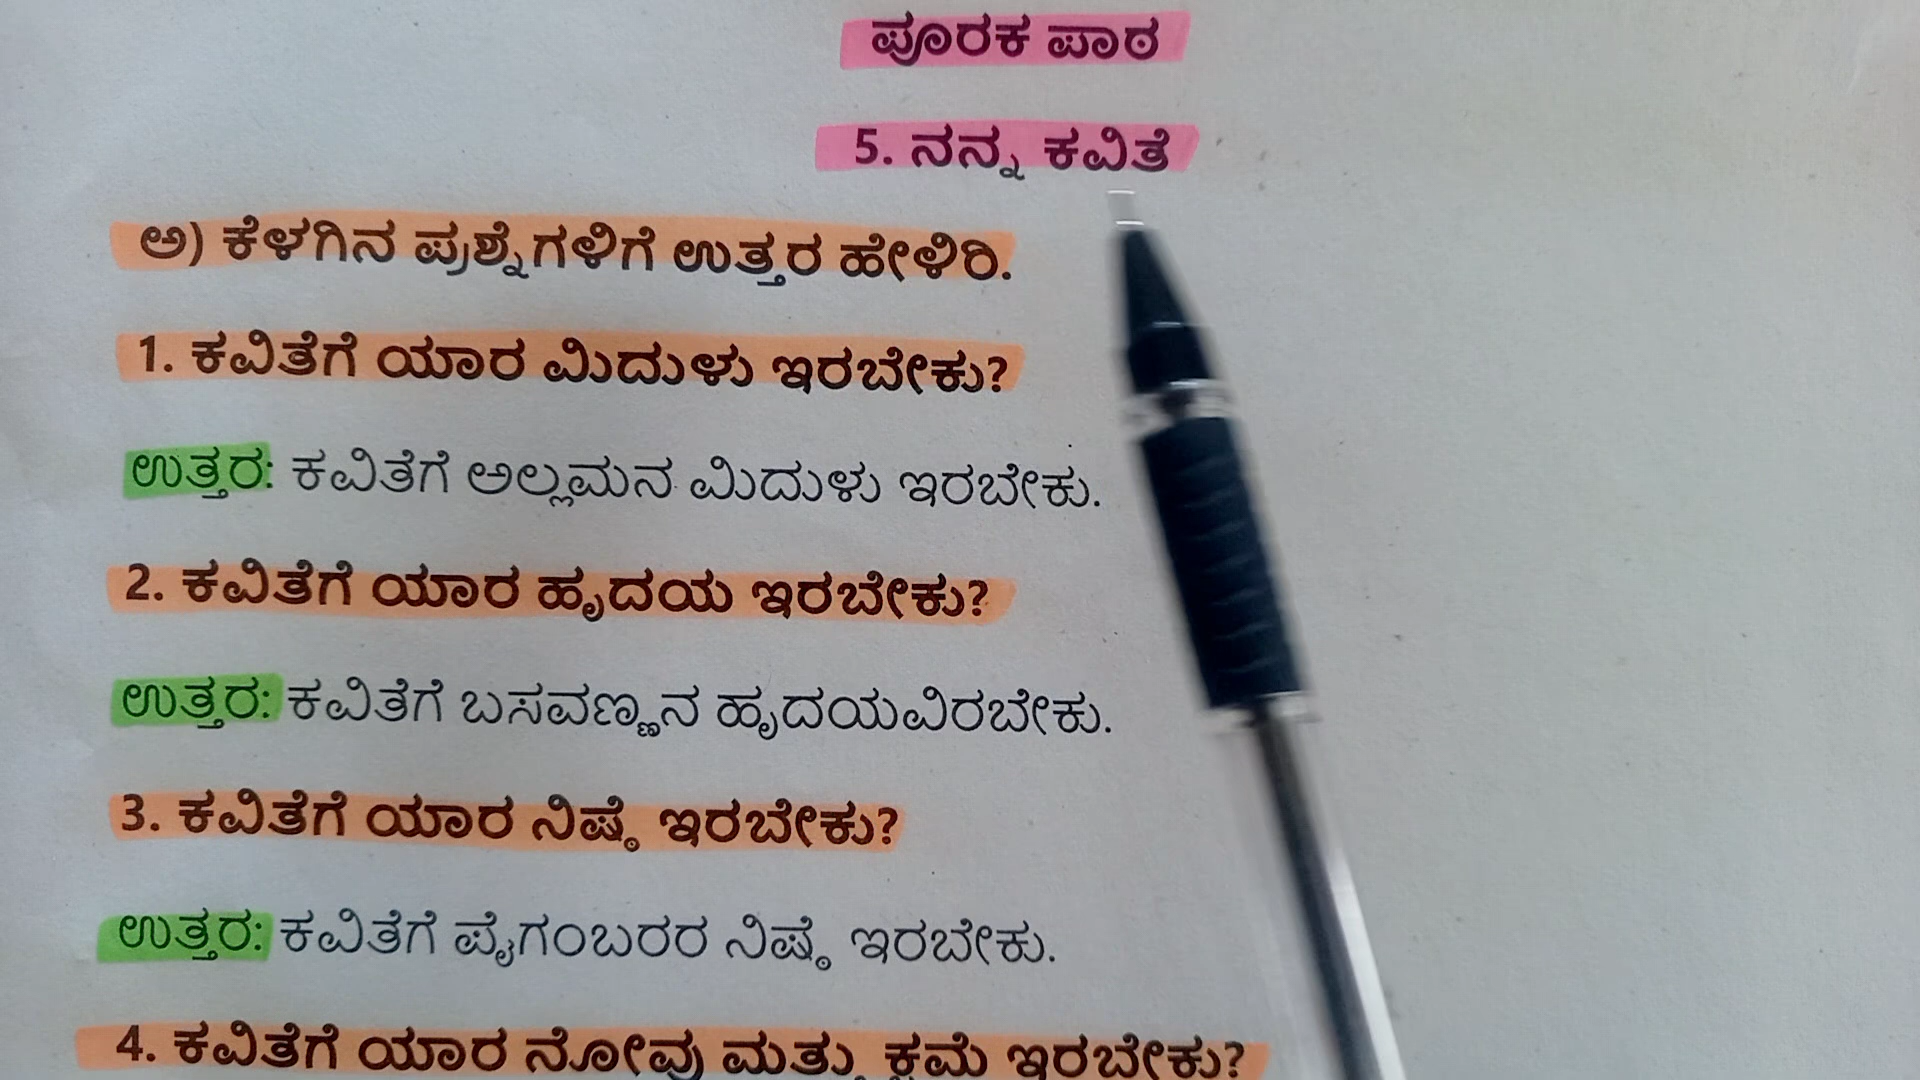 ಪೂರಕ ಪಾಠ
5. ನನ್ನ ಕವಿತೆ
ಅ) ಕೆಳಗಿನ ಪ್ರಶ್ನೆಗಳಿಗೆ ಉತ್ತರ ಹೇಳಿರಿ.
1. ಕವಿತೆಗೆ ಯಾರ ಮಿದುಳು ಇರಬೇಕು?
ಉತ್ತರ: ಕವಿತೆಗೆ ಅಲ್ಲಮನ ಮಿದುಳು ಇರಬೇಕು.
2. ಕವಿತೆಗೆ ಯಾರ ಹೃದಯ ಇರಬೇಕು?
ಉತ್ತರ: ಕವಿತೆಗೆ ಬಸವಣ್ಣನ ಹೃದಯವಿರಬೇಕು.
3. ಕವಿತೆಗೆ ಯಾರ ನಿಷ್ಠೆ ಇರಬೇಕು?
ಉತ್ತರ: ಕವಿತೆಗೆ ಪೈಗಂಬರರ ನಿಷ್ಠೆ ಇರಬೇಕು.
4. ಕವಿತೆಗೆ ಯಾರ ನೋವು ಮತ್ತು ಕ್ಷಮೆ ಇರಬೇಕು?